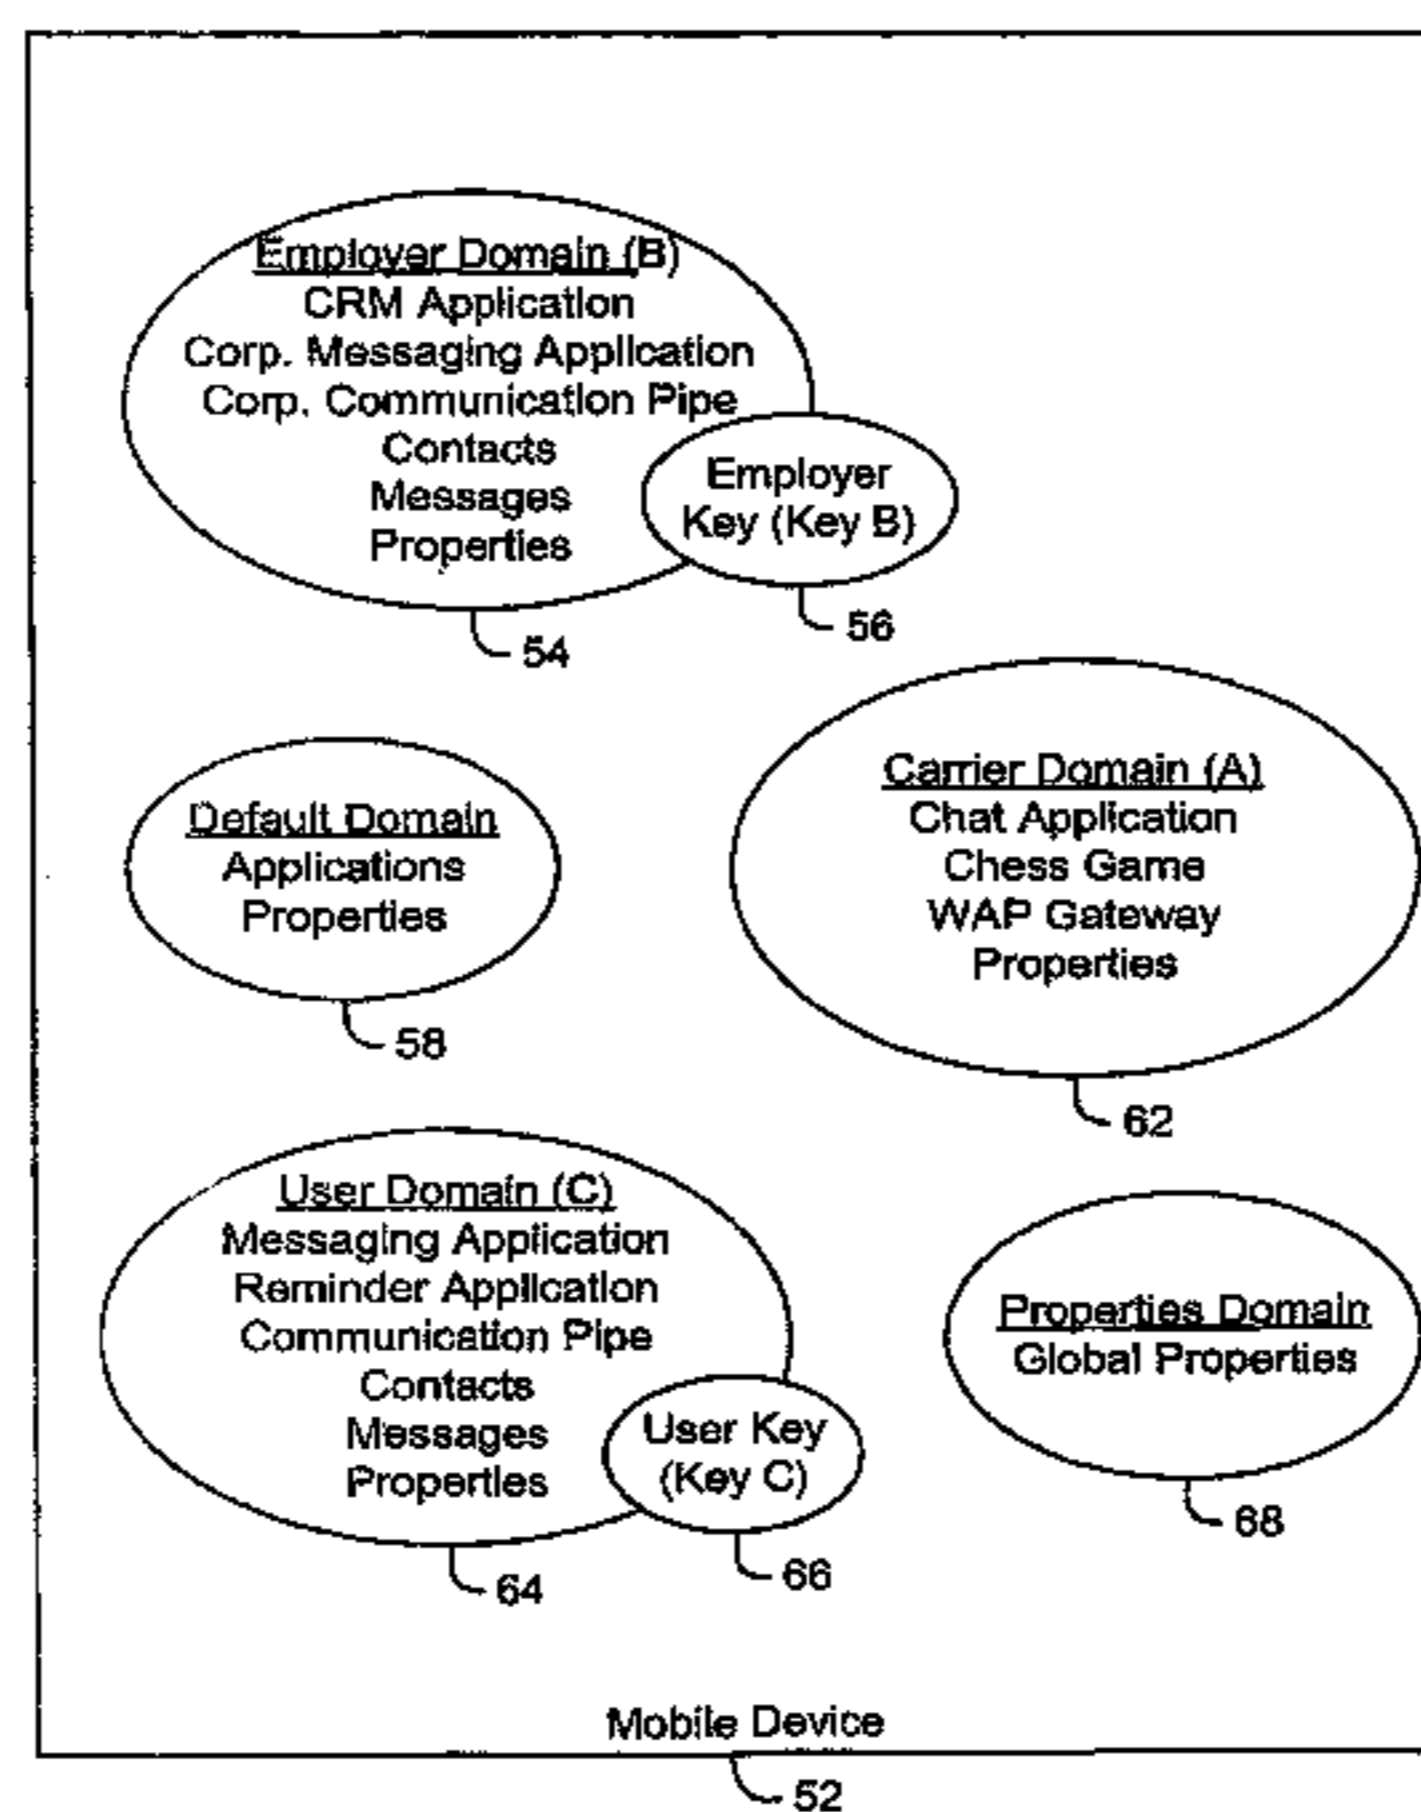 Employer Domain (B)
CRM Application
Corp. Messaging Application
Corp. Communication Pipe
Contacts
Messages
Properties
Employer
Key (Key B)
56
54
Carrier Domain (A)
Chat Application
Chess Game
WAP Gateway
Properties
62
Default Domain
Applications
Properties
58
User Domain (C)
Messaging Application
Reminder Application
Communication Pipe
Contacts
Messages
Properties
User Key
(Key C)
66
64
Properties Domain
Global Properties
68
Mobile Device
52